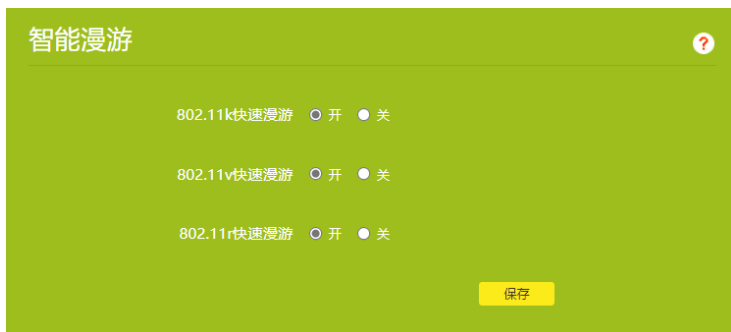 智能漫游
?
802.11k快速漫游 开 关
802.11v快速漫游 开 关
802.11r快速漫游 开 关
保存